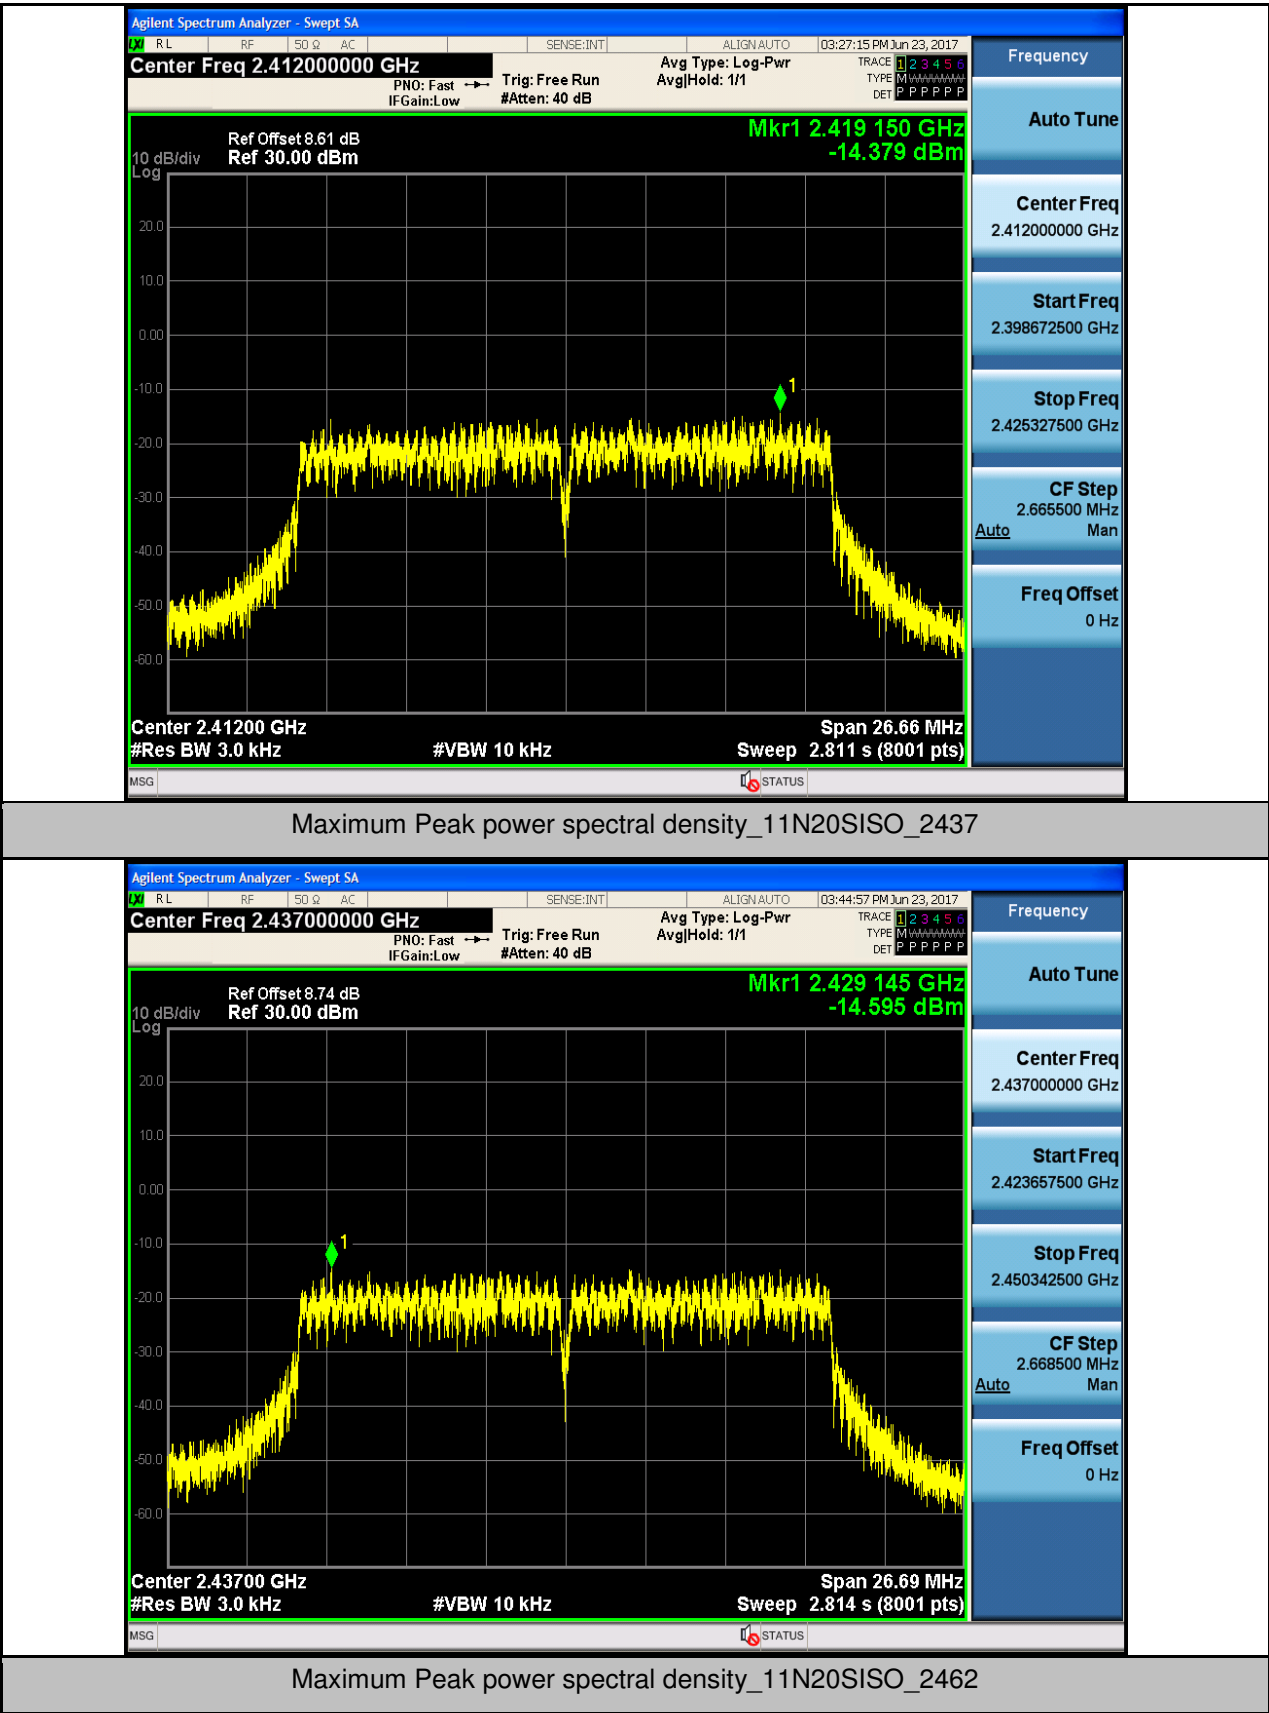 Agilent Spectrum Analyzer - Swept SA
LXI RL RF 50 Ω AC SENSE:INT ALIGN AUTO 03:27:15 PM Jun 23, 2017
Center Freq 2.412000000 GHz
PNO: Fast
IFGain:Low
Trig: Free Run
#Atten: 40 dB
Avg Type: Log-Pwr
Avg|Hold: 1/1
TRACE 1 2 3 4 5 6
TYPE M
DET P P P P P P
Frequency
Auto Tune
Center Freq
2.412000000 GHz
Start Freq
2.398672500 GHz
Stop Freq
2.425327500 GHz
CF Step
2.665500 MHz
Auto Man
Freq Offset
0 Hz
Mkr1 2.419 150 GHz
-14.379 dBm
Ref Offset 8.61 dB
10 dB/div Ref 30.00 dBm
Log
20.0
10.0
0.00
-10.0
-20.0
-30.0
-40.0
-50.0
-60.0
1
Center 2.41200 GHz Span 26.66 MHz
#Res BW 3.0 kHz #VBW 10 kHz Sweep 2.811 s (8001 pts)
MSG STATUS
Maximum Peak power spectral density_11N20SISO_2437
Agilent Spectrum Analyzer - Swept SA
LXI RL RF 50 Ω AC SENSE:INT ALIGN AUTO 03:44:57 PM Jun 23, 2017
Center Freq 2.437000000 GHz
PNO: Fast
IFGain:Low
Trig: Free Run
#Atten: 40 dB
Avg Type: Log-Pwr
Avg|Hold: 1/1
TRACE 1 2 3 4 5 6
TYPE M
DET P P P P P P
Frequency
Auto Tune
Center Freq
2.437000000 GHz
Start Freq
2.423657500 GHz
Stop Freq
2.450342500 GHz
CF Step
2.668500 MHz
Auto Man
Freq Offset
0 Hz
Mkr1 2.429 145 GHz
-14.595 dBm
Ref Offset 8.74 dB
10 dB/div Ref 30.00 dBm
Log
20.0
10.0
0.00
-10.0
-20.0
-30.0
-40.0
-50.0
-60.0
1
Center 2.43700 GHz Span 26.69 MHz
#Res BW 3.0 kHz #VBW 10 kHz Sweep 2.814 s (8001 pts)
MSG STATUS
Maximum Peak power spectral density_11N20SISO_2462